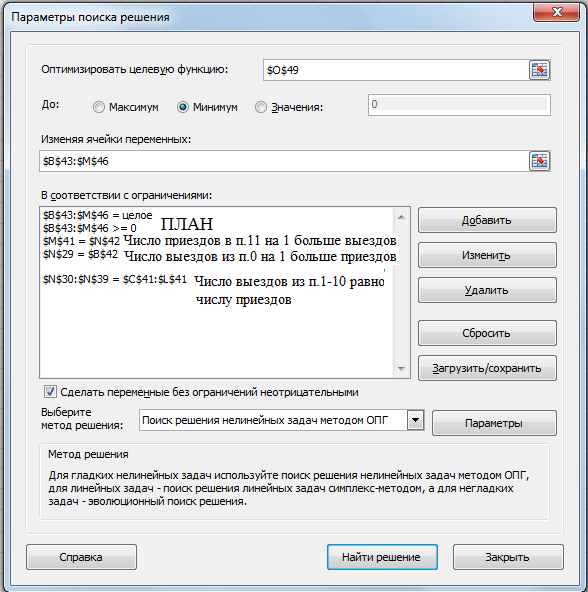 Параметры поиска решения
Оптимизировать целевую функцию: $O$49
До: Максимум Минимум Значения: 0
Изменяя ячейки переменных:
$B$43:$M$46
В соответствии с ограничениями:
$B$43:$M$46 = целое
$B$43:$M$46 >= 0 ПЛАН
$M$41 = $N$42 Число приездов в п.11 на 1 больше выездов
$N$29 = $B$42 Число выездов из п.0 на 1 больше приездов
$N$30:$N$39 = $C$41:$L$41 Число выездов из п.1-10 равно
числу приездов
Добавить
Изменить
Удалить
Сбросить
Загрузить/сохранить
Сделать переменные без ограничений неотрицательными
Выберите
метод решения: Поиск решения нелинейных задач методом ОПГ Параметры
Метод решения
Для гладких нелинейных задач используйте поиск решения нелинейных задач методом ОПГ,
для линейных задач - поиск решения линейных задач симплекс-методом, а для негладких
задач - эволюционный поиск решения.
Справка Найти решение Закрыть